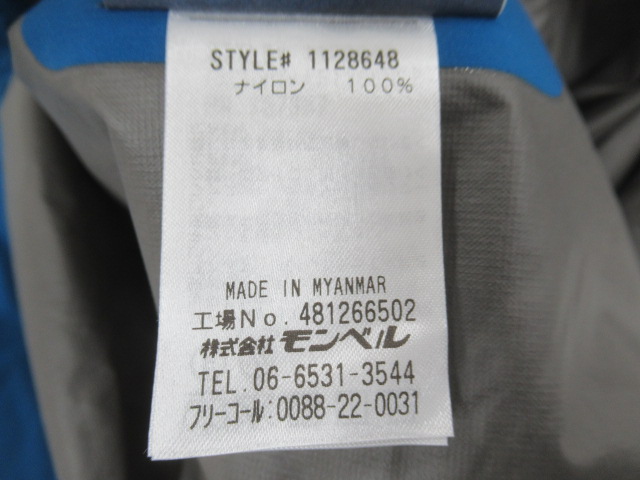 STYLE# 1128648
ナイロン 100%
MADE IN MYANMAR
工場No.481266502
株式会社モンベル
TEL.06-6531-3544
フリーコール:0088-22-0031